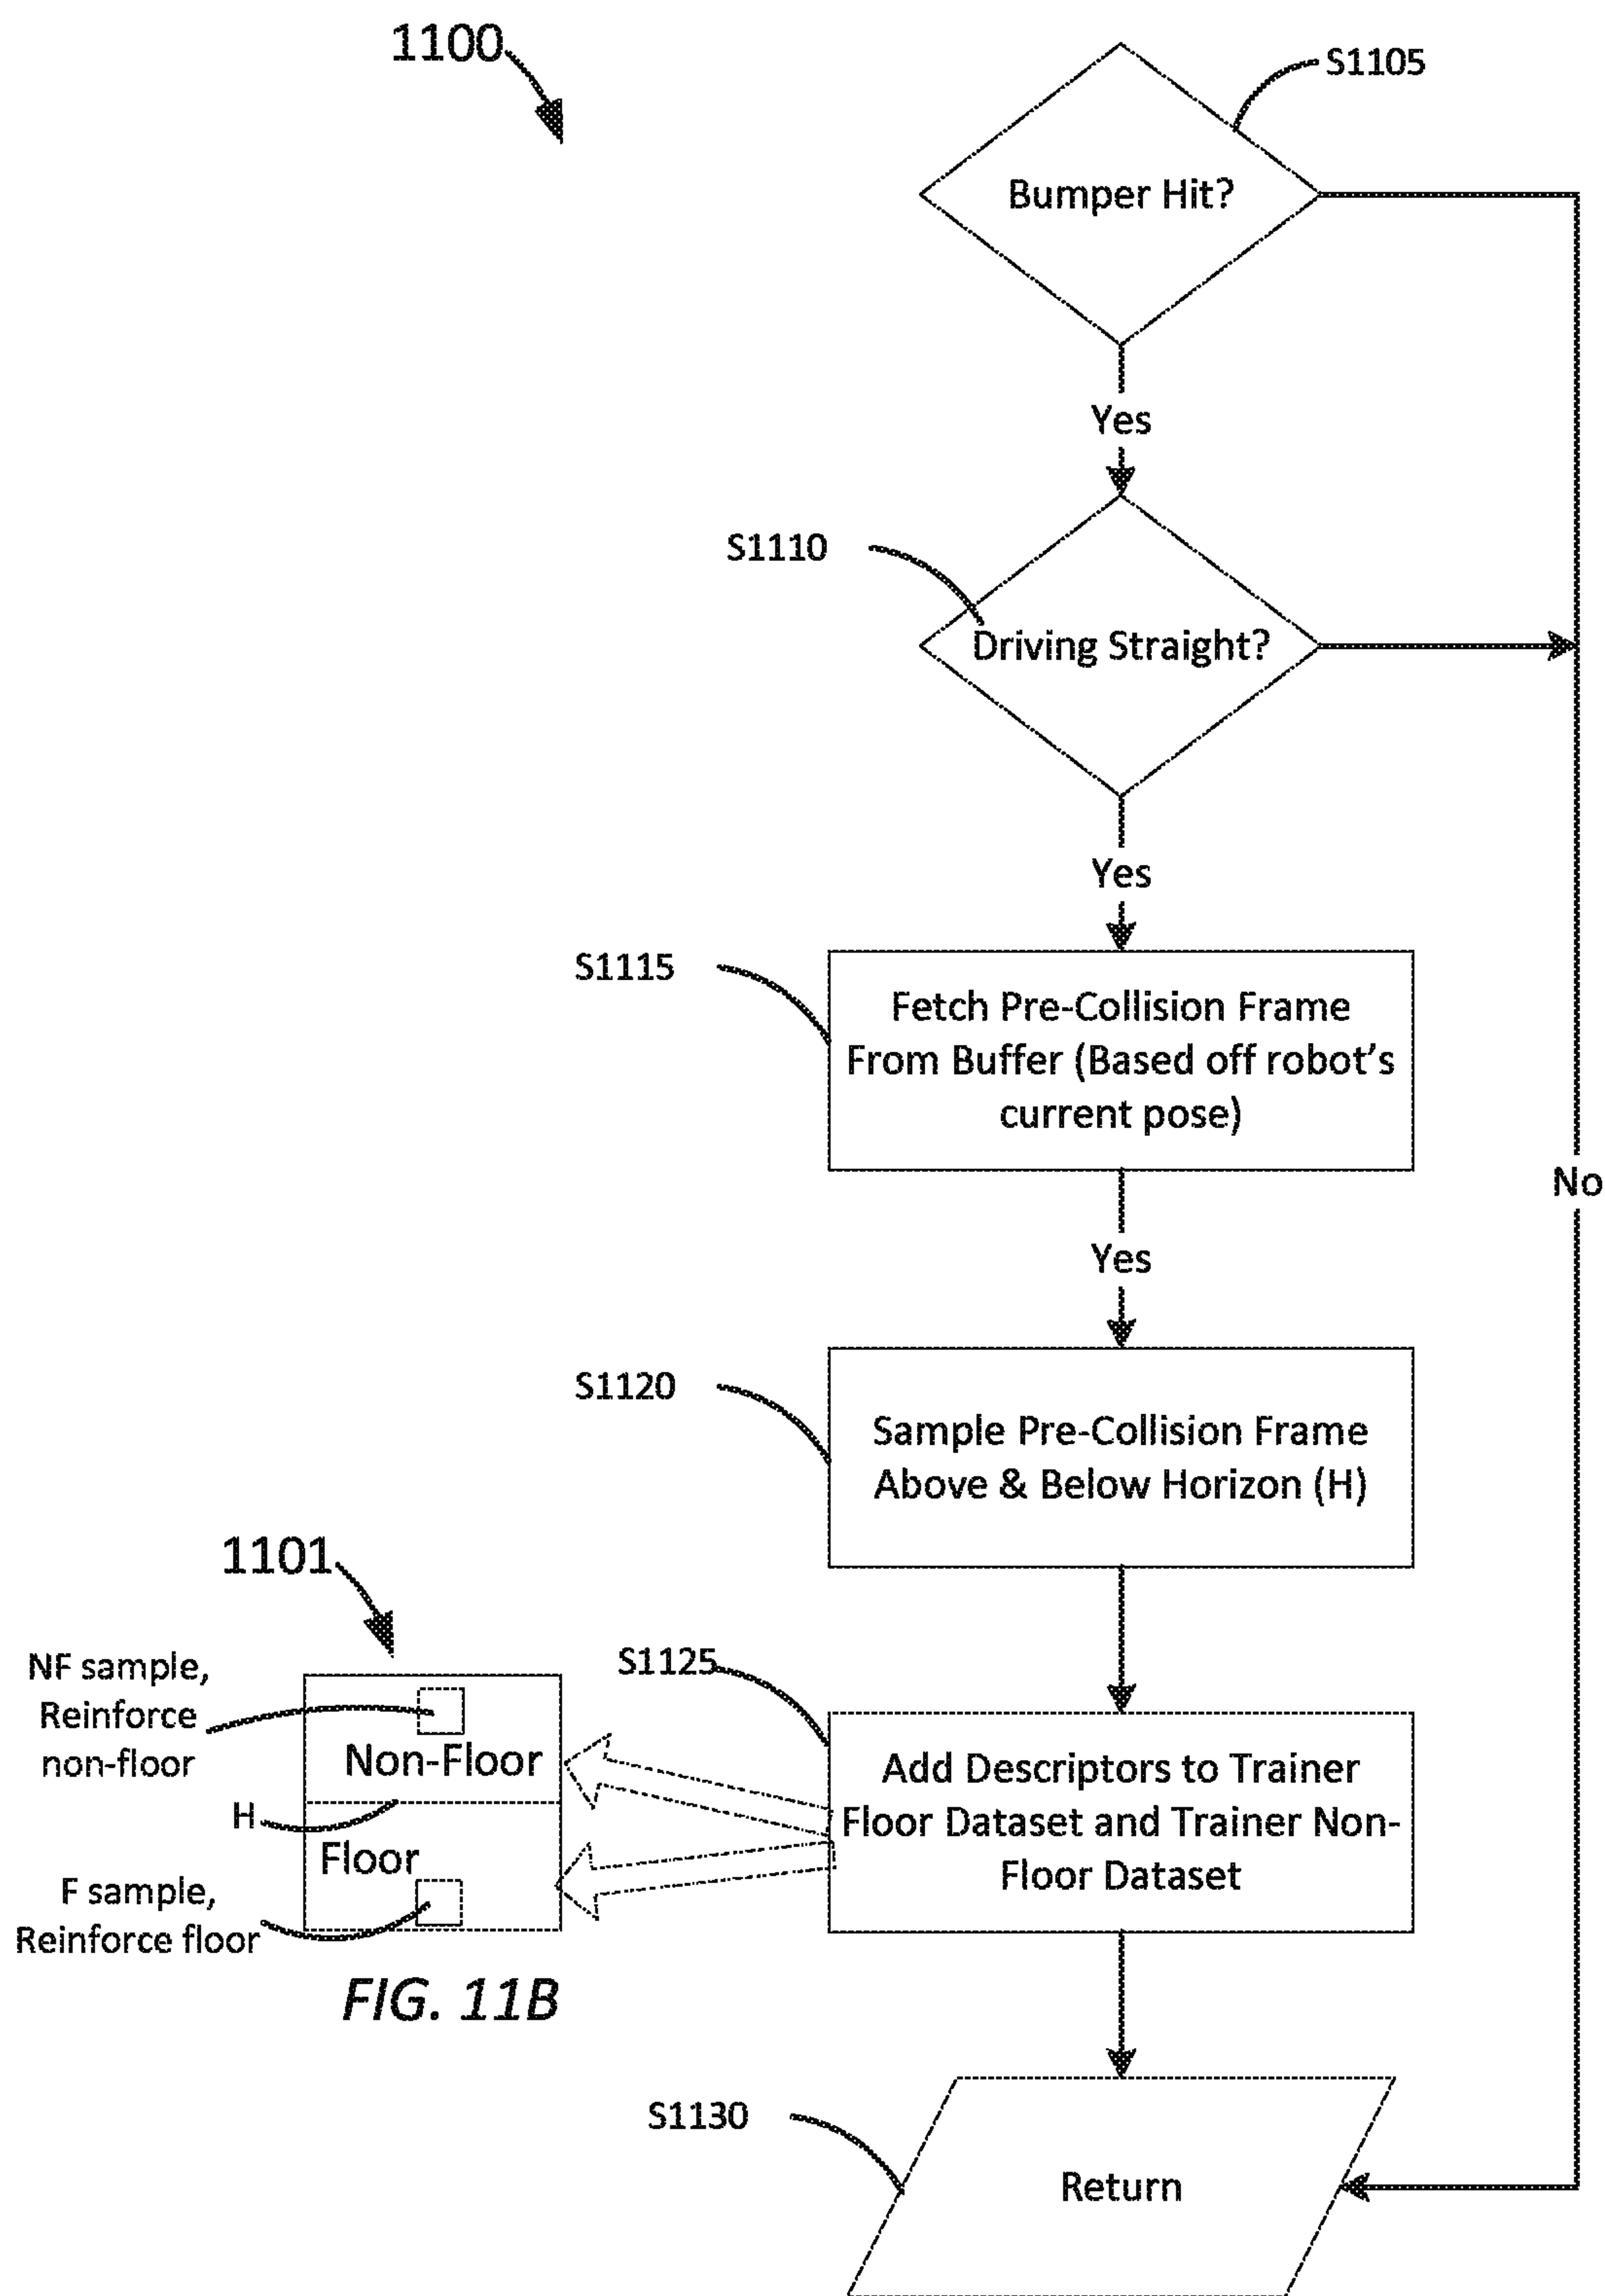 1100
S1105
Bumper Hit?
Yes
S1110
Driving Straight?
Yes
S1115
Fetch Pre-Collision Frame
From Buffer (Based off robot's
current pose)
No
Yes
S1120
Sample Pre-Collision Frame
Above & Below Horizon (H)
1101
NF sample,
Reinforce
non-floor
Non-Floor
H
Floor
F sample,
Reinforce floor
FIG. 11B
S1125
Add Descriptors to Trainer
Floor Dataset and Trainer Non-
Floor Dataset
S1130
Return